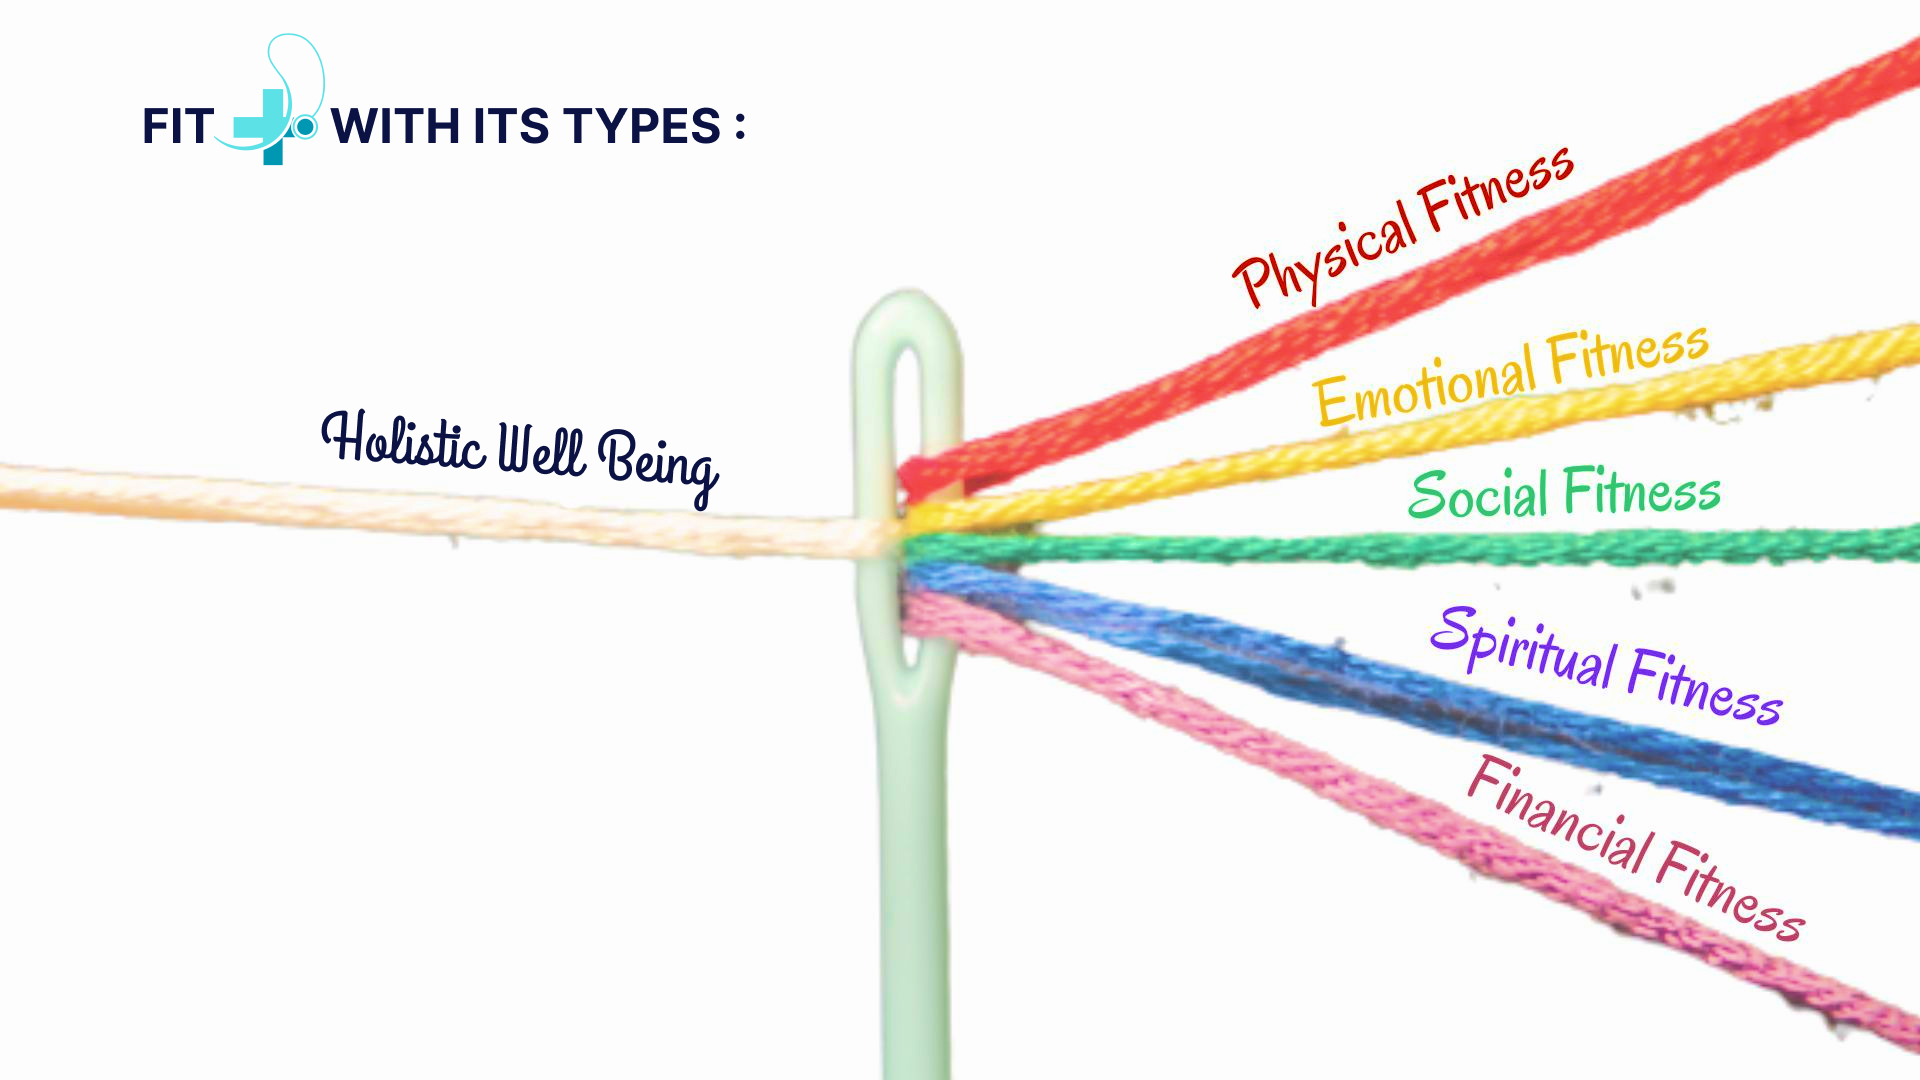 FIT WITH ITS TYPES :
Physical Fitness
Emotional Fitness
Holistic Well Being
Social Fitness
Spiritual Fitness
Financial Fitness